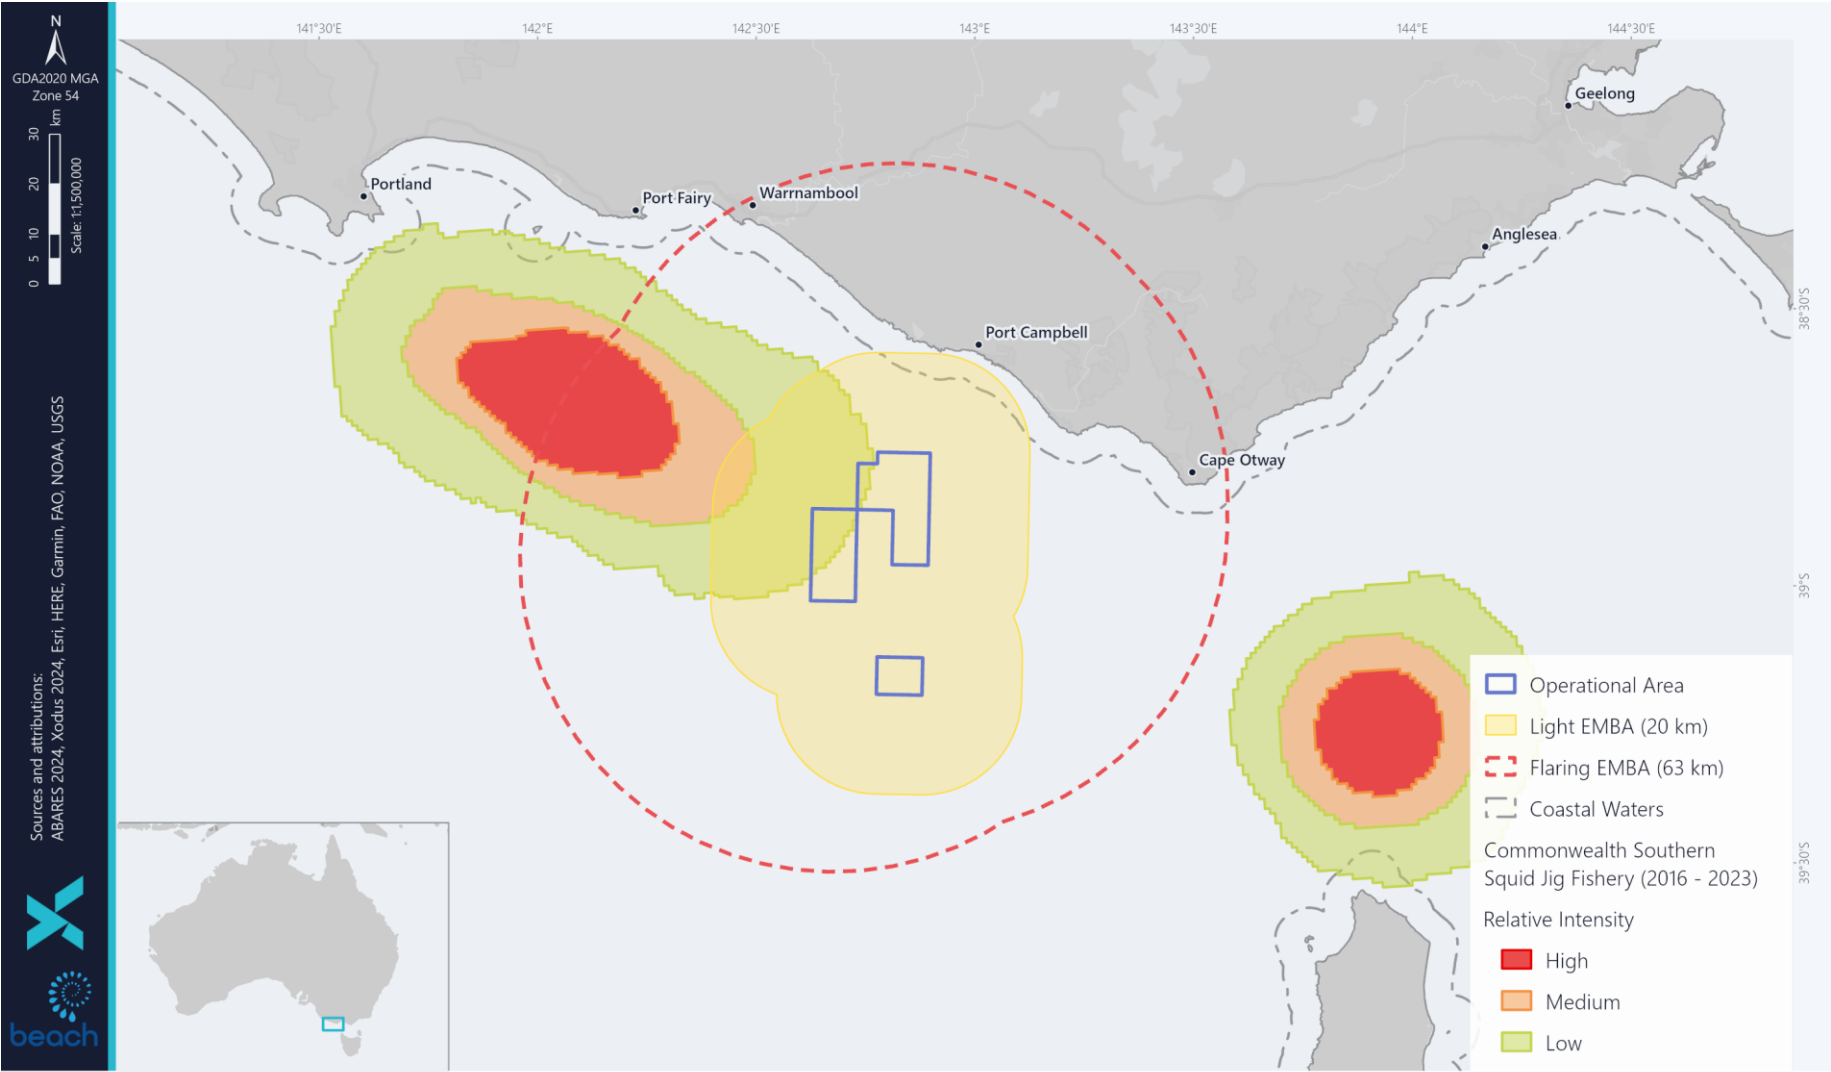 N
GDA2020 MGA
Zone 54
0 5 10 20 30
km
Scale: 1:1,500,000
Sources and attributions:
ABARES 2024, Xodus 2024, Esri, HERE, Garmin, FAO, NOAA, USGS
beach
141°30'E 142°E 142°30'E 143°E 143°30'E 144°E 144°30'E
38°30'S
39°S
39°30'S
Geelong
Portland
Port Fairy
Warrnambool
Anglesea
Port Campbell
Cape Otway
Operational Area
Light EMBA (20 km)
Flaring EMBA (63 km)
Coastal Waters
Commonwealth Southern
Squid Jig Fishery (2016 - 2023)
Relative Intensity
High
Medium
Low